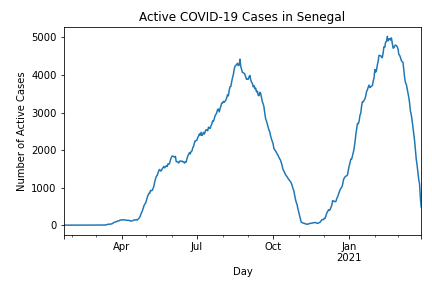 Active COVID-19 Cases in Senegal
5000
4000
3000
2000
1000
0
Number of Active Cases
Apr Jul Oct Jan
2021
Day